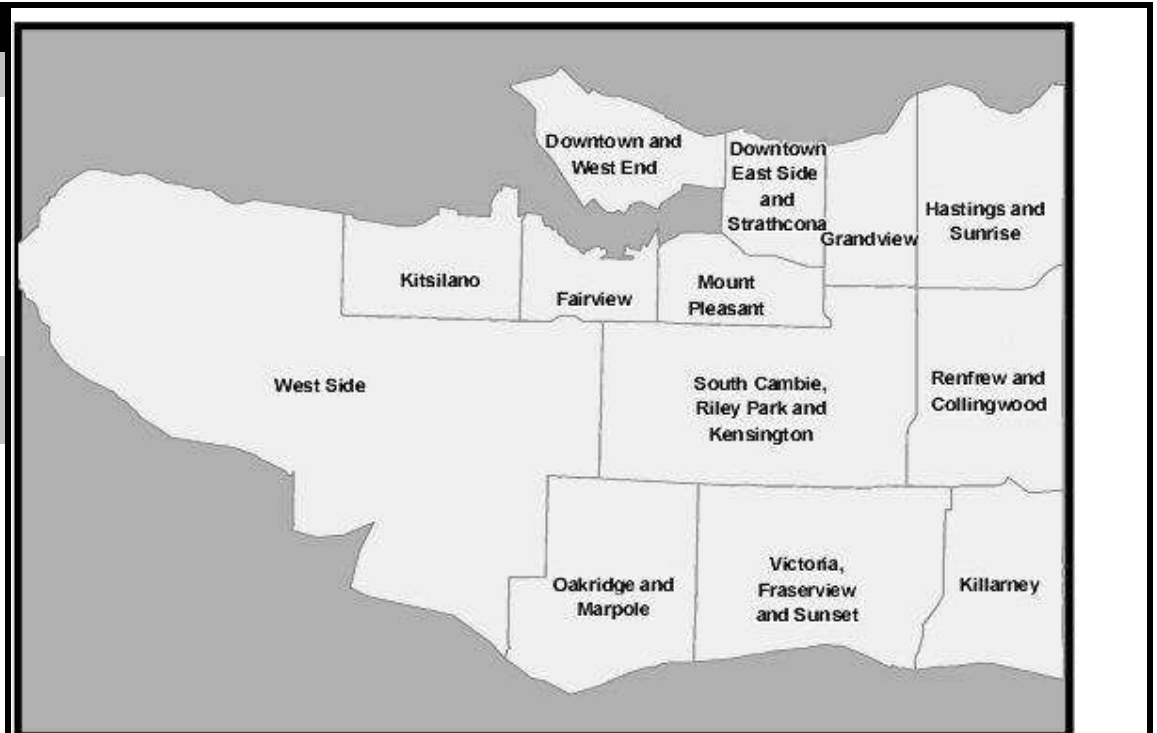 Downtown and
West End
Downtown
East Side
and
Strathcona
Grandview
Hastings and
Sunrise
Kitsilano
Fairview
Mount
Pleasant
West Side
South Cambie,
Riley Park and
Kensington
Renfrew and
Collingwood
Oakridge and
Marpole
Victoria,
Fraserview
and Sunset
Killarney